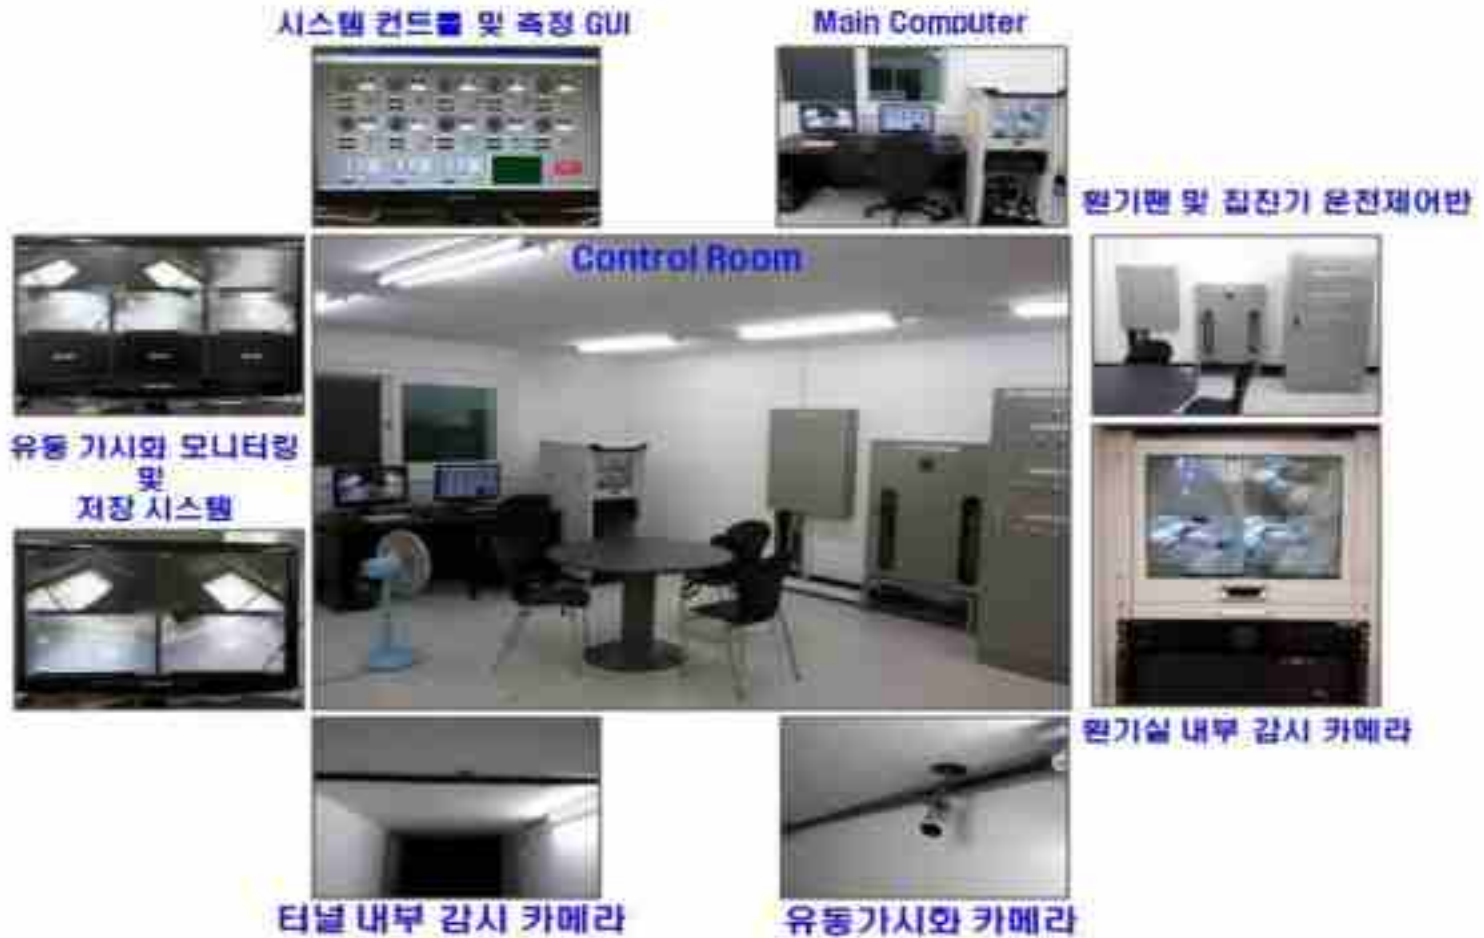 시스템 컨트롤 및 측정 GUI
Main Computer
환기팬 및 집진기 운전제어반
Control Room
유동 가시화 모니터링
및
저장 시스템
환기실 내부 감시 카메라
터널 내부 감시 카메라
유동가시화 카메라